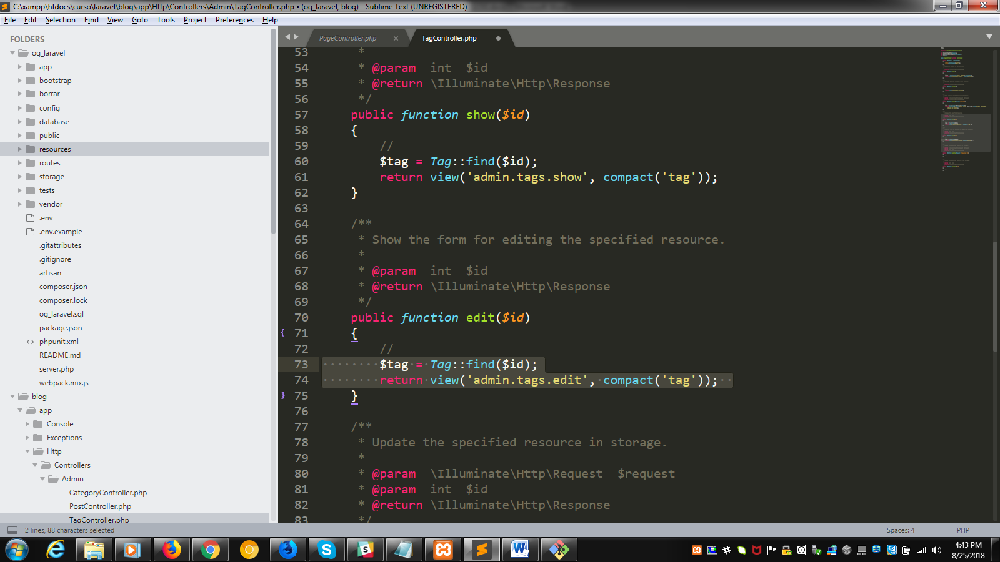 C:\xampp\htdocs\curso\laravel\blog\app\Http\Controllers\Admin\TagController.php • (og_laravel, blog) - Sublime Text (UNREGISTERED)
File Edit Selection Find View Goto Tools Project Preferences Help
FOLDERS
og_laravel
app
bootstrap
borrar
config
database
public
resources
routes
storage
tests
vendor
.env
.env.example
.gitattributes
.gitignore
artisan
composer.json
composer.lock
og_laravel.sql
package.json
<> phpunit.xml
README.md
server.php
webpack.mix.js
blog
app
Console
Exceptions
Http
Controllers
Admin
CategoryController.php
PostController.php
TagController.php
PageController.php × TagController.php •
53 *
54 * @param int $id
55 * @return \Illuminate\Http\Response
56 */
57 public function show($id)
58 {
59 //
60 $tag = Tag::find($id);
61 return view('admin.tags.show', compact('tag'));
62 }
63
64 /**
65 * Show the form for editing the specified resource.
66 *
67 * @param int $id
68 * @return \Illuminate\Http\Response
69 */
70 public function edit($id)
{ 71 {
72 //
73 $tag = Tag::find($id);
74 return view('admin.tags.edit', compact('tag'));
} 75 }
76
77 /**
78 * Update the specified resource in storage.
79 *
80 * @param \Illuminate\Http\Request $request
81 * @param int $id
82 * @return \Illuminate\Http\Response
83 */
2 lines, 88 characters selected
Spaces: 4 PHP
4:43 PM
8/25/2018